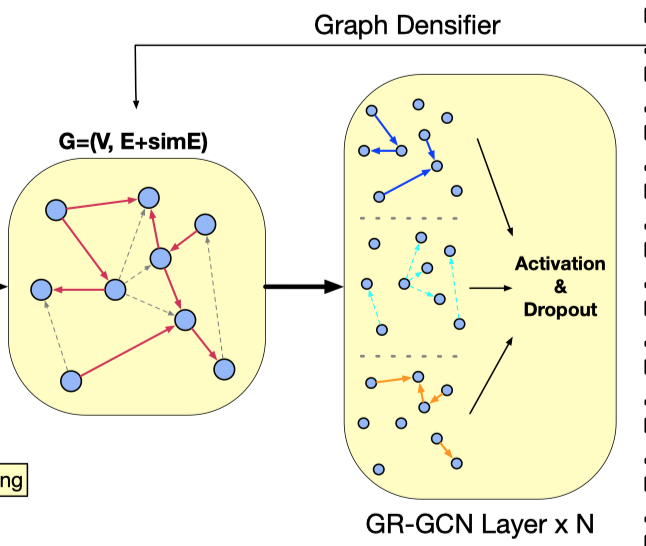 Graph Densifier
G=(V, E+simE)
Activation
&
Dropout
ng
GR-GCN Layer x N